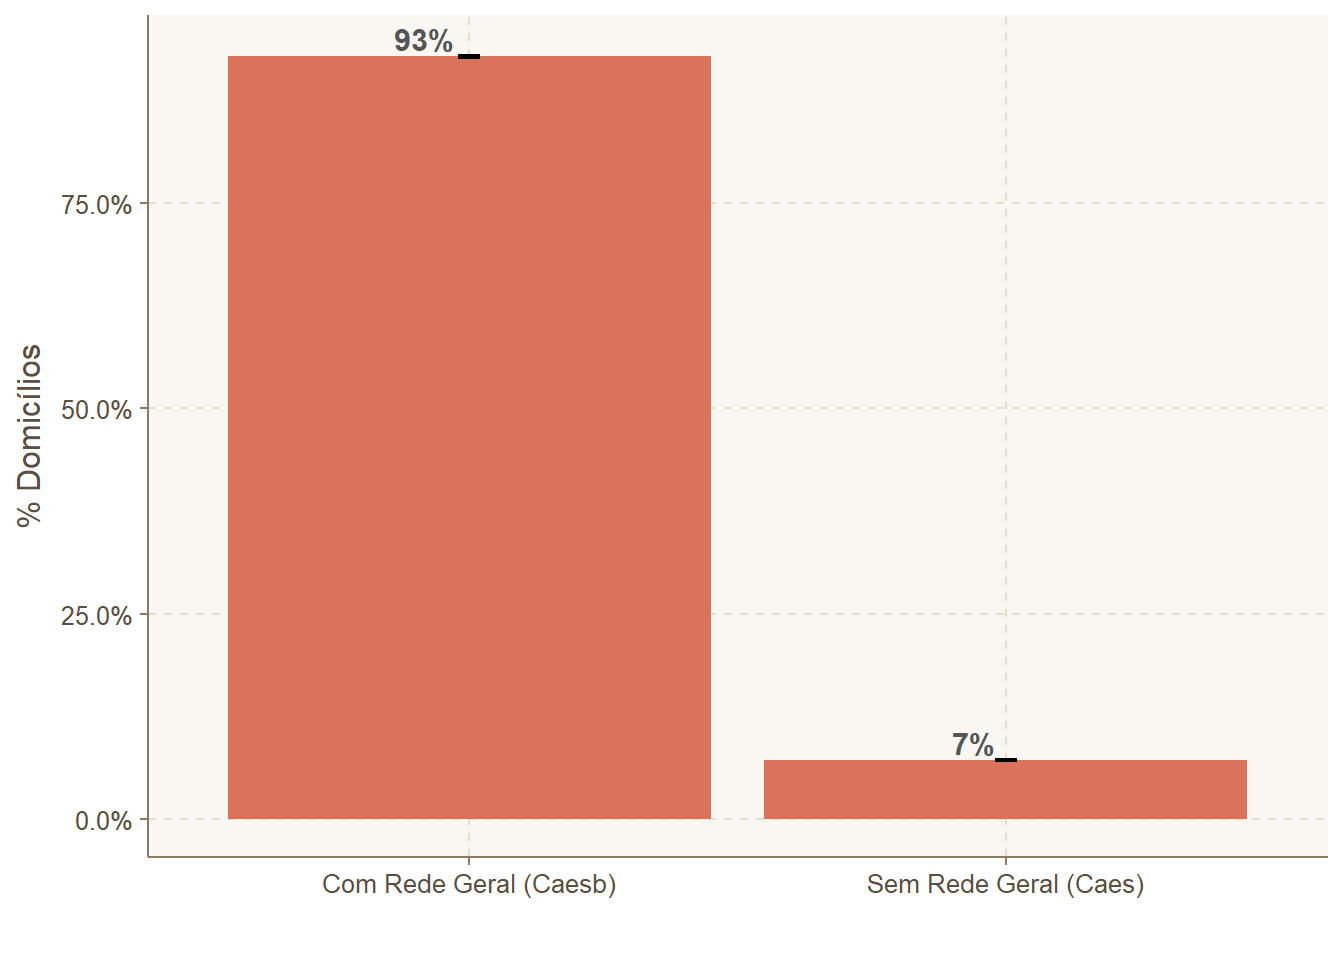 93%
75.0%
50.0%
25.0%
7%
0.0%
% Domicílios
Com Rede Geral (Caesb)
Sem Rede Geral (Caes)